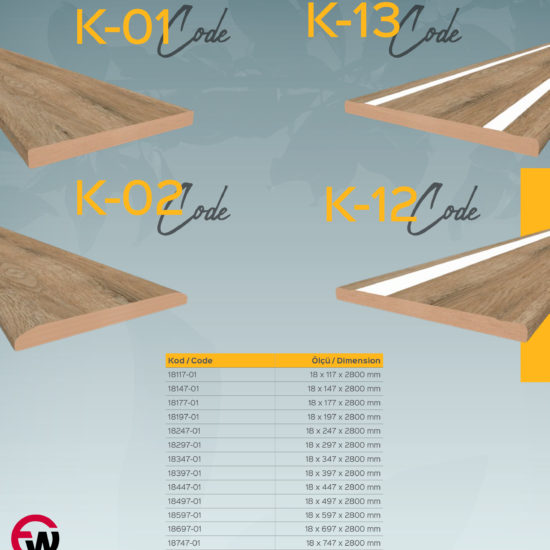 K-01 Code
K-13 Code
K-02 Code
K-12 Code
Kod / Code Ölçü / Dimension
18117-01 18 x 117 x 2800 mm
18147-01 18 x 147 x 2800 mm
18177-01 18 x 177 x 2800 mm
18197-01 18 x 197 x 2800 mm
18247-01 18 x 247 x 2800 mm
18297-01 18 x 297 x 2800 mm
18347-01 18 x 347 x 2800 mm
18397-01 18 x 397 x 2800 mm
18447-01 18 x 447 x 2800 mm
18497-01 18 x 497 x 2800 mm
18597-01 18 x 597 x 2800 mm
18697-01 18 x 697 x 2800 mm
18747-01 18 x 747 x 2800 mm